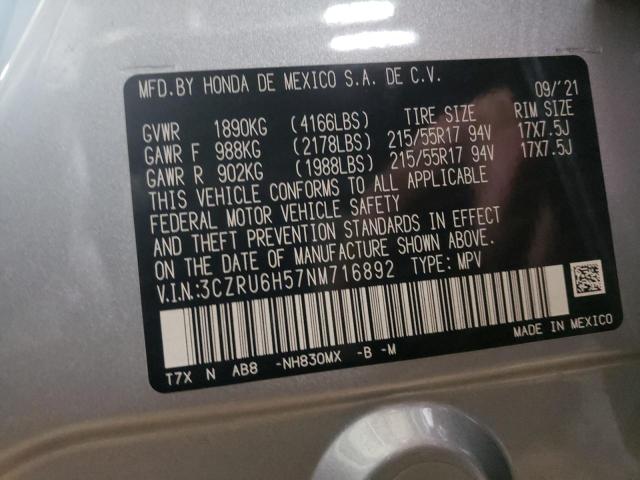 MFD.BY HONDA DE MEXICO S.A. DE C.V. 09/'21
GVWR 1890KG (4166LBS) TIRE SIZE RIM SIZE
GAWR F 988KG (2178LBS) 215/55R17 94V 17X7.5J
GAWR R 902KG (1988LBS) 215/55R17 94V 17X7.5J
THIS VEHICLE CONFORMS TO ALL APPLICABLE
FEDERAL MOTOR VEHICLE SAFETY
AND THEFT PREVENTION STANDARDS IN EFFECT
ON THE DATE OF MANUFACTURE SHOWN ABOVE.
V.I.N.:3CZRU6H57NM716892 TYPE: MPV
MADE IN MEXICO
T7X N AB8 -NH830MX -B -M